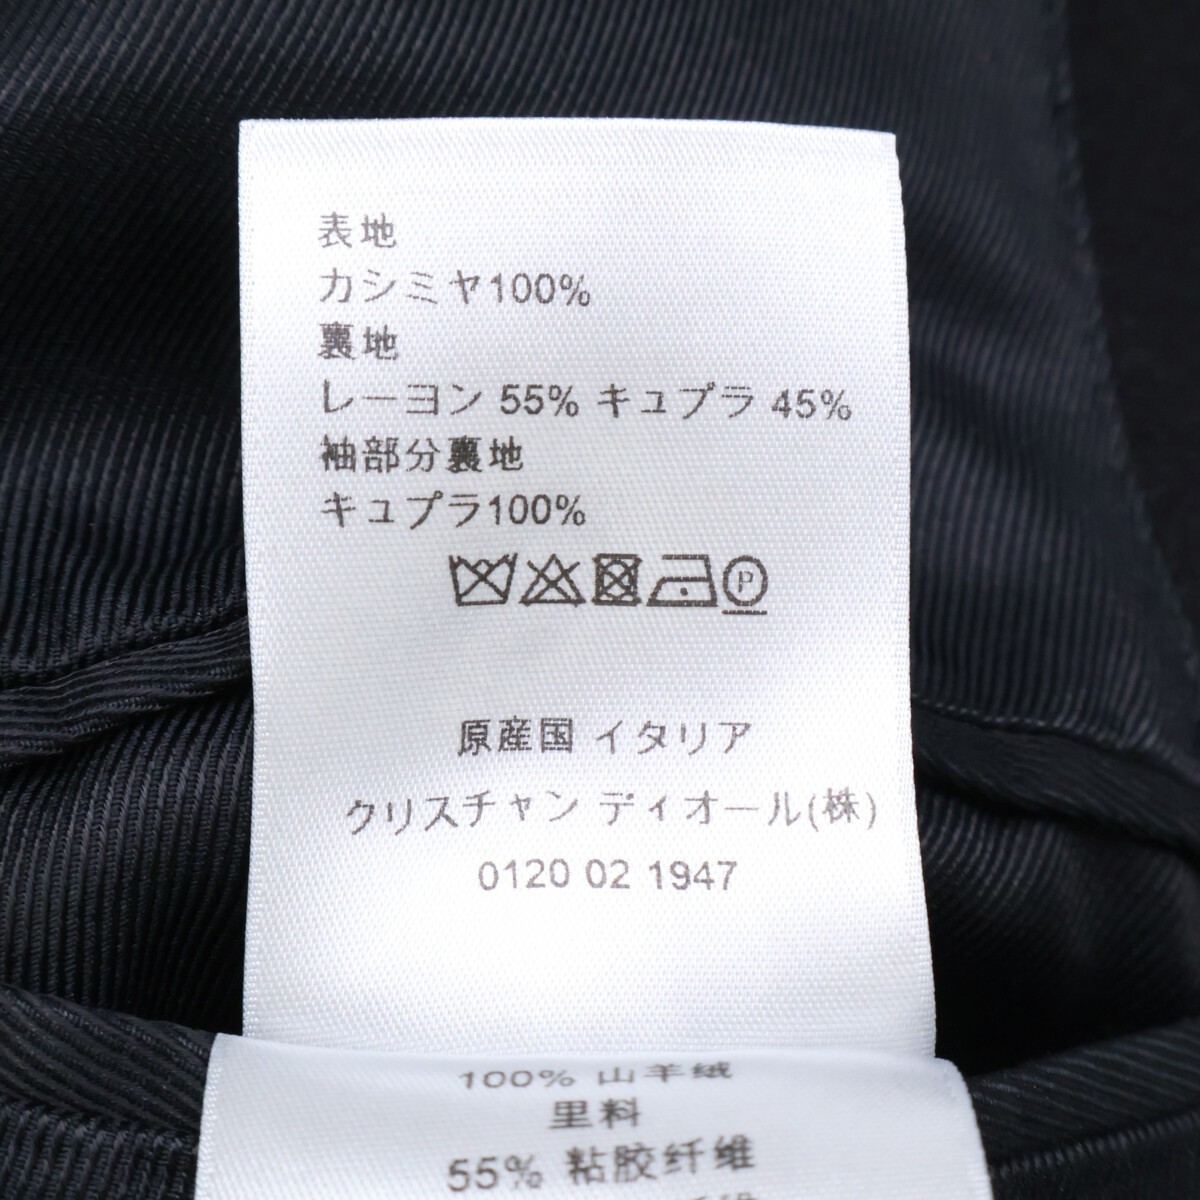 表地
カシミヤ100%
裏地
レーヨン 55% キュプラ 45%
袖部分裏地
キュプラ100%
P
原産国 イタリア
クリスチャン ディオール(株)
0120 02 1947
100% 山羊绒
里料
55% 粘胶纤维